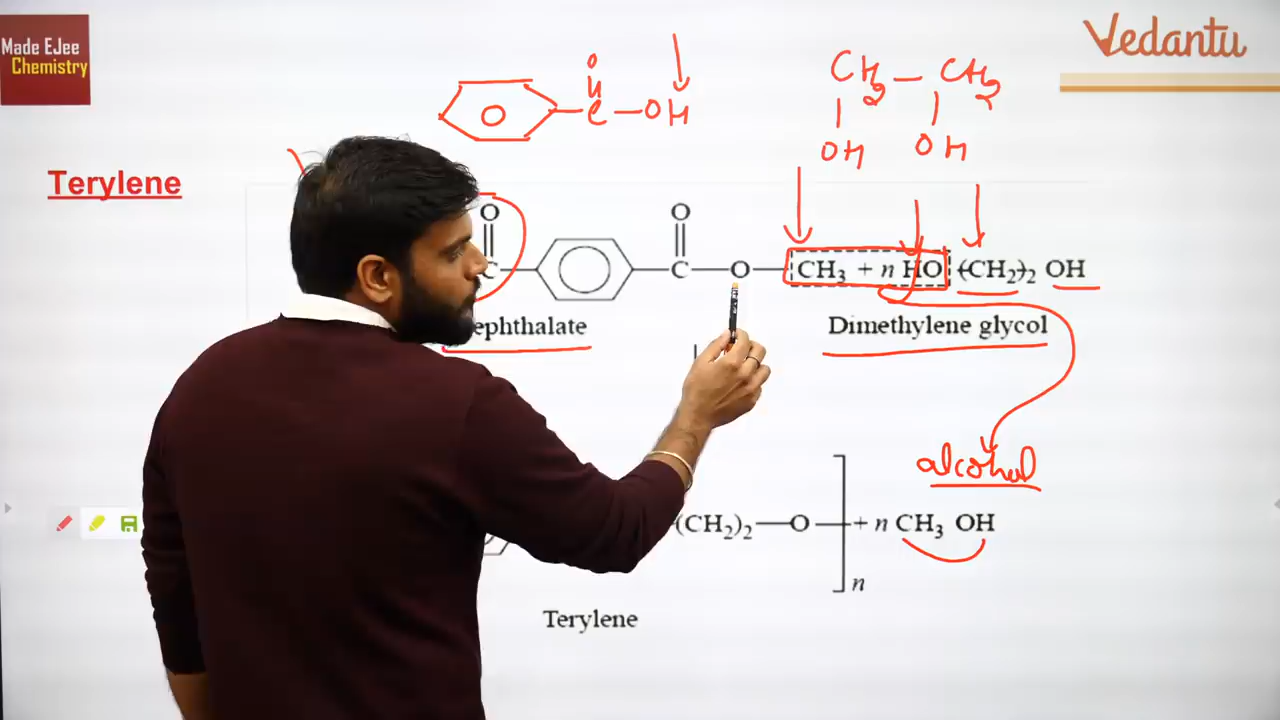 Made EJee
Chemistry
Vedantu
O
C — OH
CH2 — CH2
OH OH
Terylene
O O
C C — O — CH₃ + n HO (CH₂)₂ OH
ephthalate Dimethylene glycol
alcohol
(CH₂)₂ — O — + n CH₃ OH
n
Terylene